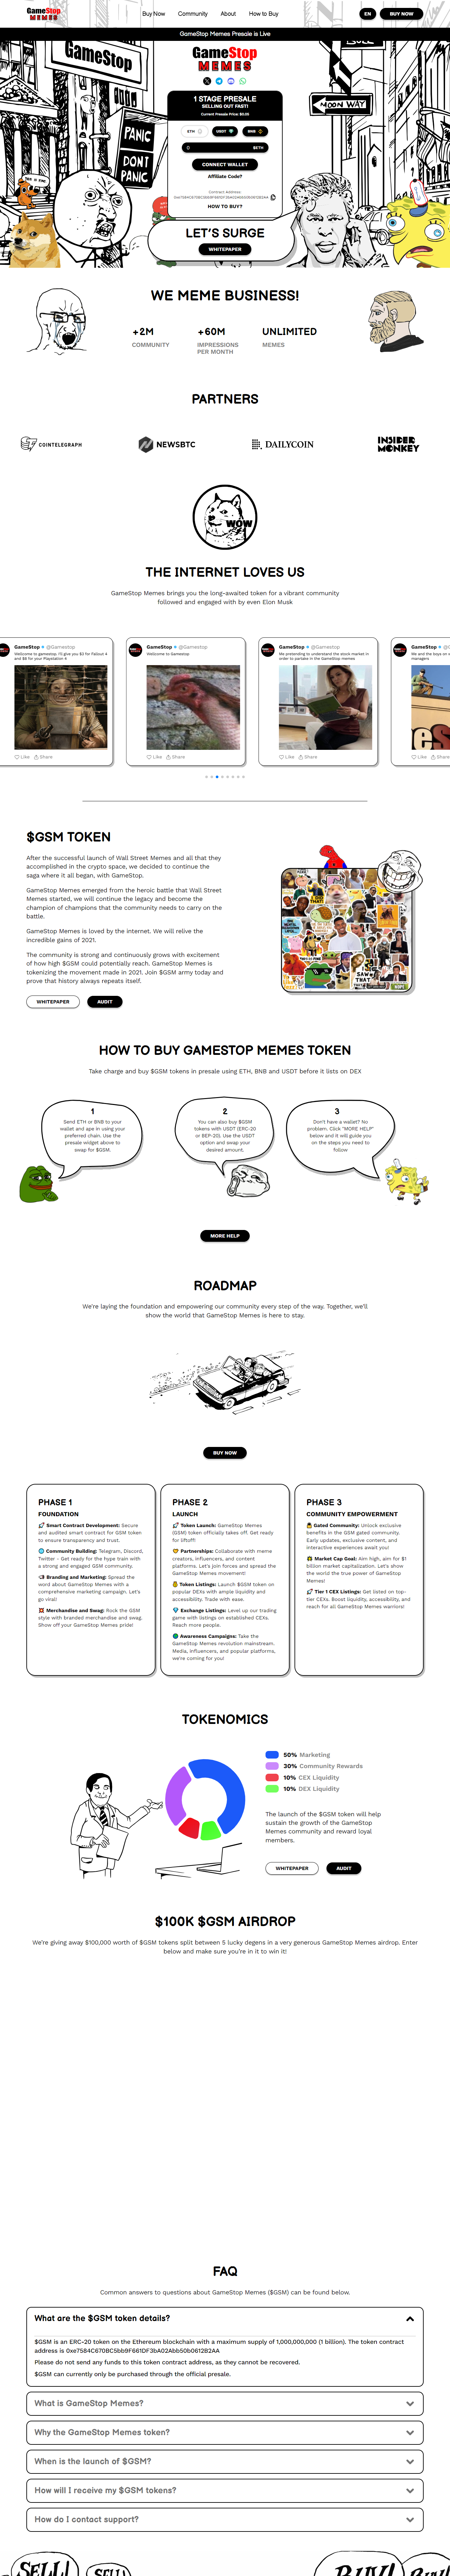 GameStop
MEMES
Buy Now
Community
About
How to Buy
EN
BUY NOW
GameStop Memes Presale is Live
GameStop
GameStop
MEMES
MOON WAY
PANIC
DONT
PANIC
1 STAGE PRESALE
SELLING OUT FAST!
Current Presale Price: $0.05
ETH
USDT
BNB
0
$ETH
CONNECT WALLET
Affiliate Code?
Contract Address
HOW TO BUY?
LET'S SURGE
WHITEPAPER
WE MEME BUSINESS!
+2M
COMMUNITY
+60M
IMPRESSIONS
PER MONTH
UNLIMITED
MEMES
PARTNERS
COINTELEGRAPH
NEWSBTC
DAILYCOIN
INSIDER
MONKEY
WOW
THE INTERNET LOVES US
GameStop Memes brings you the long-awaited token for a vibrant community
followed and engaged with by even Elon Musk
GameStop @Gamestop
Welcome to gamestop. I'll give you $3 for Fallout 4
and $8 for your Playstation 4
Like Share
GameStop @Gamestop
Welcome to Gamestop
Like Share
GameStop @Gamestop
Me pretending to understand the stock market in
order to partake in the GameStop memes
Like Share
GameStop
Me and the boys on
managers
Like Share
$GSM TOKEN
After the successful launch of Wall Street Memes and all that they
accomplished in the crypto space, we decided to continue the
saga where it all began, with GameStop.
GameStop Memes emerged from the heroic battle that Wall Street
Memes started, we will continue the legacy and become the
champion of champions that the community needs to carry on the
battle.
GameStop Memes is loved by the internet. We will relive the
incredible gains of 2021.
The community is strong and continuously grows with excitement
of how high $GSM could potentially reach. GameStop Memes is
tokenizing the movement made in 2021. Join $GSM army today and
prove that history always repeats itself.
WHITEPAPER
AUDIT
HOW TO BUY GAMESTOP MEMES TOKEN
Take charge and buy $GSM tokens in presale using ETH, BNB and USDT before it lists on DEX
1
Send ETH or BNB to your
wallet and ape in using your
preferred chain. Use the
presale widget above to
swap for $GSM.
2
You can also buy $GSM
tokens with USDT (ERC-20
or BEP-20). Use the USDT
option and swap your
desired amount.
3
Don't have a wallet? No
problem. Click "MORE HELP"
below and it will guide you
on the steps you need to
follow
MORE HELP
ROADMAP
We're laying the foundation and empowering our community every step of the way. Together, we'll
show the world that GameStop Memes is here to stay.
BUY NOW
PHASE 1
FOUNDATION
Smart Contract Development: Secure
and audited smart contract for GSM token
to ensure transparency and trust.
Community Building: Telegram, Discord,
Twitter - Get ready for the hype train with
a strong and engaged GSM community.
Branding and Marketing: Spread the
word about GameStop Memes with a
comprehensive marketing campaign. Let's
go viral!
Merchandise and Swag: Rock the GSM
style with branded merchandise and swag.
Show off your GameStop Memes pride!
PHASE 2
LAUNCH
Token Launch: GameStop Memes
(GSM) token officially takes off. Get ready
for liftoff!
Partnerships: Collaborate with meme
creators, influencers, and content
platforms. Let's join forces and spread the
GameStop Memes movement!
Token Listings: Launch $GSM token on
popular DEXs with ample liquidity and
accessibility. Trade with ease.
Exchange Listings: Level up our trading
game with listings on established CEXs.
Reach more people.
Awareness Campaigns: Take the
GameStop Memes revolution mainstream.
Media, influencers, and popular platforms,
we're coming for you!
PHASE 3
COMMUNITY EMPOWERMENT
Gated Community: Unlock exclusive
benefits in the GSM gated community.
Early updates, exclusive content, and
interactive experiences await you!
Market Cap Goal: Aim high, aim for $1
billion market capitalization. Let's show
the world the true power of GameStop
Memes!
Tier 1 CEX Listings: Get listed on top-
tier CEXs. Boost liquidity, accessibility, and
reach for all GameStop Memes warriors!
TOKENOMICS
50% Marketing
30% Community Rewards
10% CEX Liquidity
10% DEX Liquidity
The launch of the $GSM token will help
sustain the growth of the GameStop
Memes community and reward loyal
members.
WHITEPAPER
AUDIT
$100K $GSM AIRDROP
We're giving away $100,000 worth of $GSM tokens split between 5 lucky degens in a very generous GameStop Memes airdrop. Enter
below and make sure you're in it to win it!
FAQ
Common answers to questions about GameStop Memes ($GSM) can be found below.
What are the $GSM token details?
$GSM is an ERC-20 token on the Ethereum blockchain with a maximum supply of 1,000,000,000 (1 billion). The token contract
address is 0xe7584C670BC5bb9F661DF3bA02Abb50b0612B2AA
Please do not send any funds to this token contract address, as they cannot be recovered.
$GSM can currently only be purchased through the official presale.
What is GameStop Memes?
Why the GameStop Memes token?
When is the launch of $GSM?
How will I receive my $GSM tokens?
How do I contact support?
SELL!
SELL!
BUY!